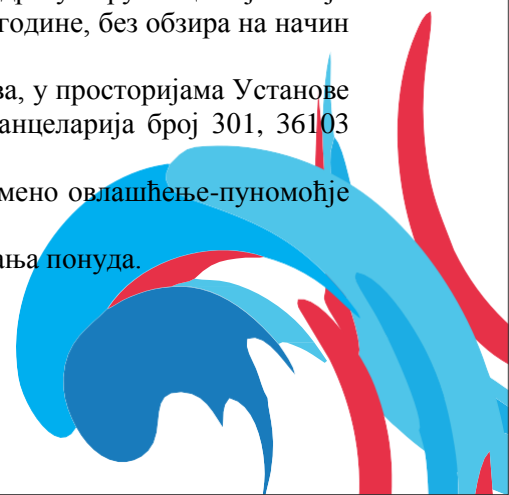 године, без обзира на начин
ва, у просторијама Установе
анцеларија број 301, 36103
мено овлашћење-пуномоћје
ања понуда.